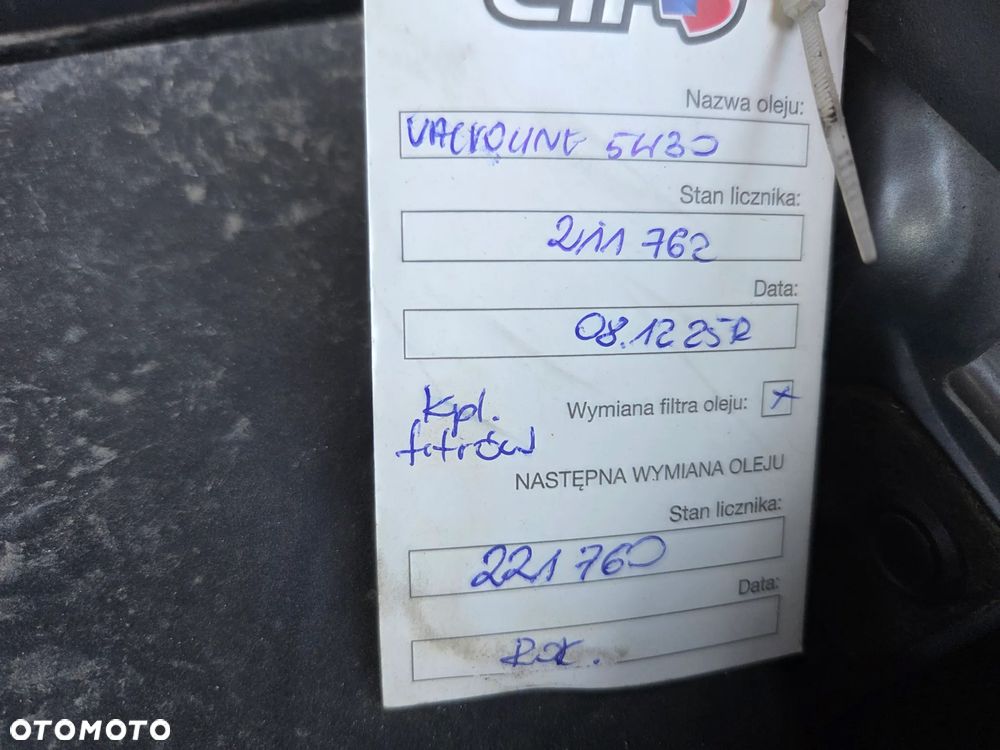 Nazwa oleju:
VALVOLINE 5W30
Stan licznika:
211 762
Data:
08.12 25R
Kpl.
filtrów
Wymiana filtra oleju: x
NASTĘPNA WYMIANA OLEJU
Stan licznika:
221 760
Data:
ROK.
OTOMOTO